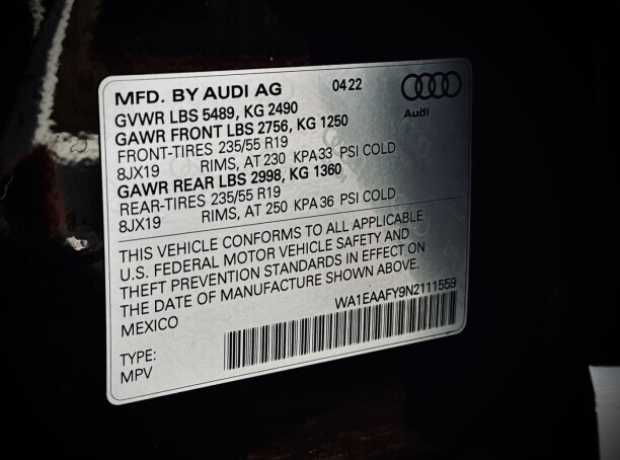 MFD. BY AUDI AG 04 22
Audi
GVWR LBS 5489, KG 2490
GAWR FRONT LBS 2756, KG 1250
FRONT-TIRES 235/55 R19
8JX19 RIMS, AT 230 KPA 33 PSI COLD
GAWR REAR LBS 2998, KG 1360
REAR-TIRES 235/55 R19
8JX19 RIMS, AT 250 KPA 36 PSI COLD
THIS VEHICLE CONFORMS TO ALL APPLICABLE
U.S. FEDERAL MOTOR VEHICLE SAFETY AND
THEFT PREVENTION STANDARDS IN EFFECT ON
THE DATE OF MANUFACTURE SHOWN ABOVE.
MEXICO
WA1EAAFY9N2111559
TYPE:
MPV